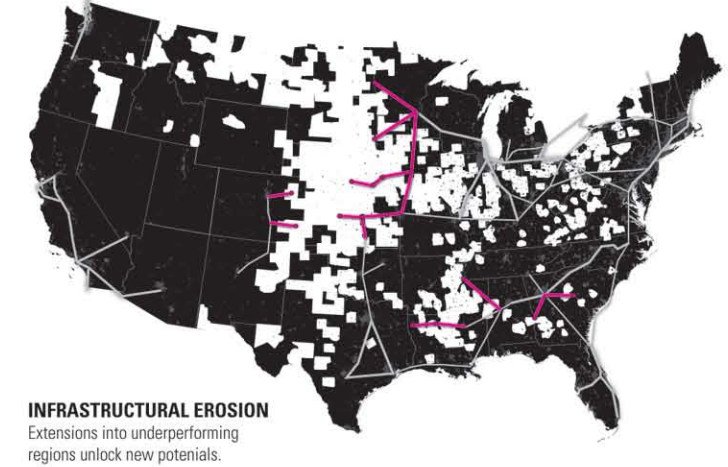 INFRASTRUCTURAL EROSION
Extensions into underperforming
regions unlock new potenials.